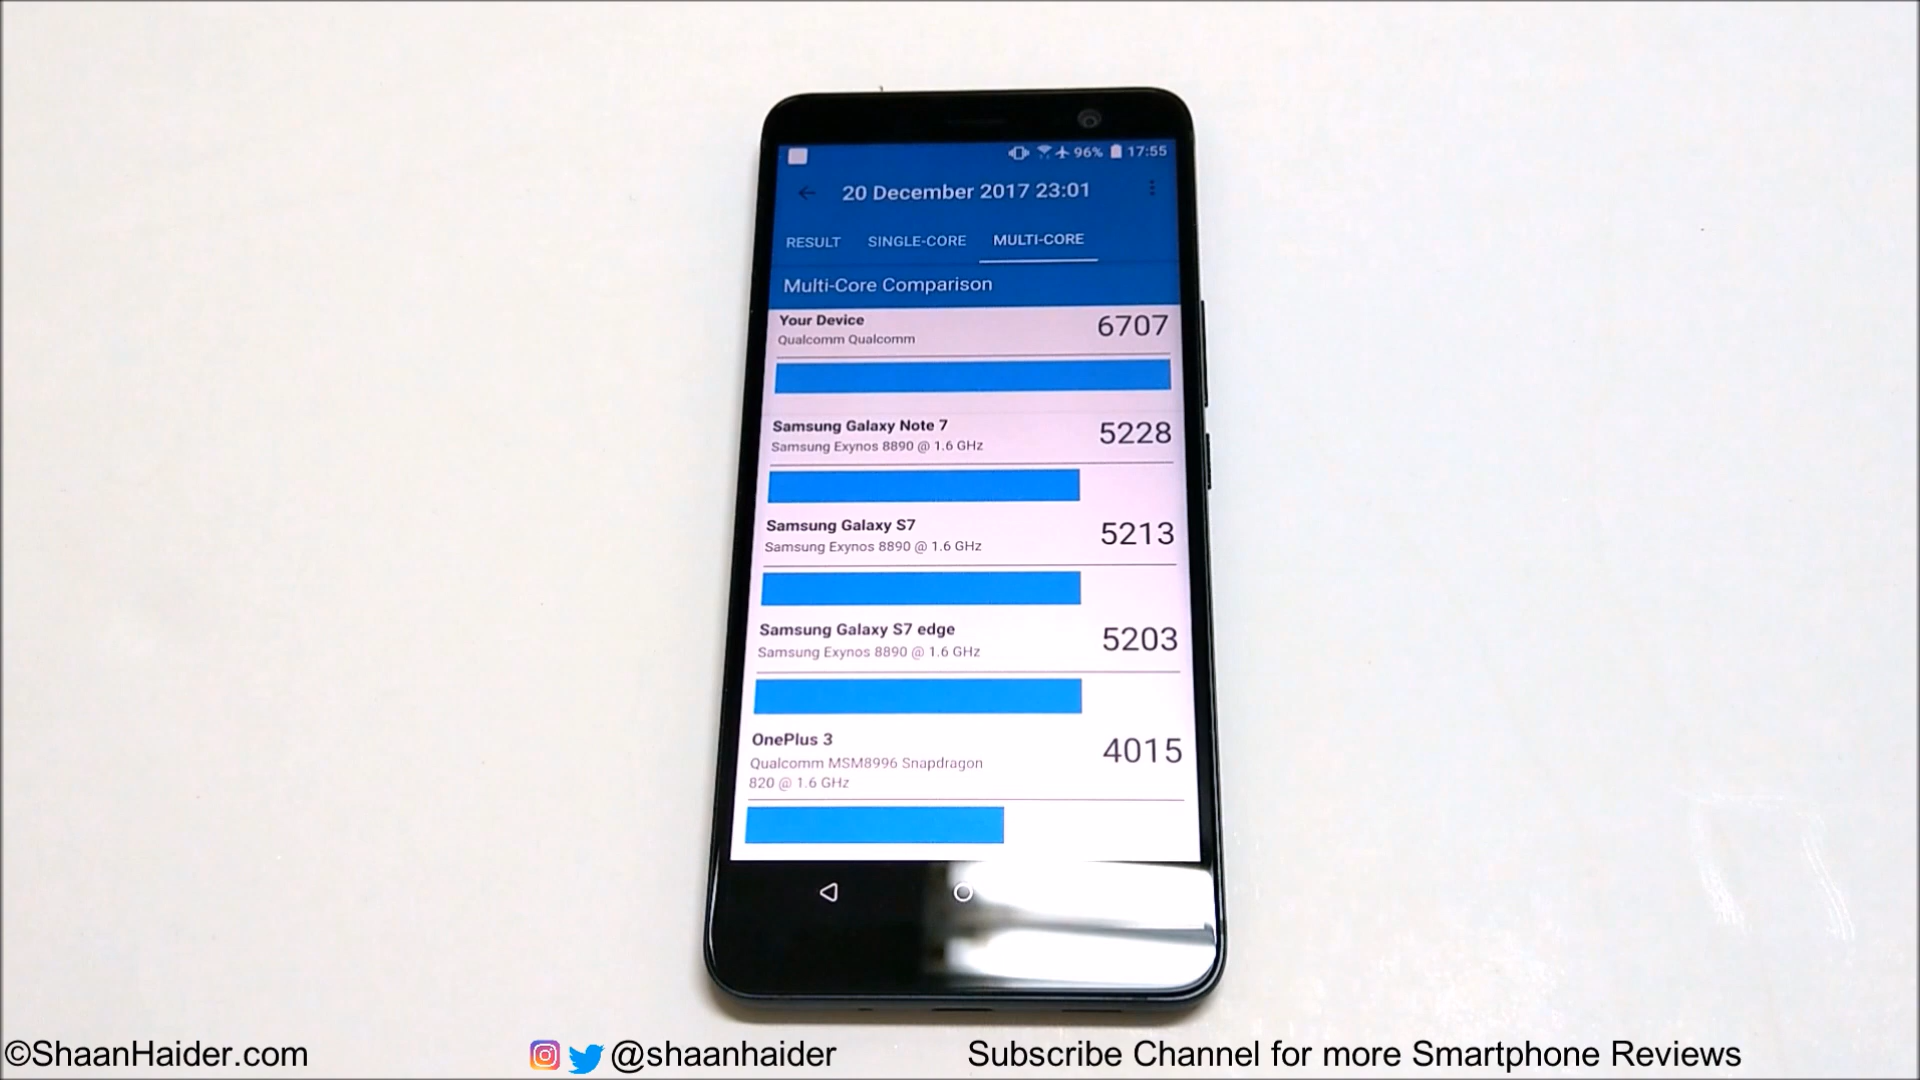 96% 17:55
20 December 2017 23:01
RESULT SINGLE-CORE MULTI-CORE
Multi-Core Comparison
Your Device 6707
Qualcomm Qualcomm
Samsung Galaxy Note 7 5228
Samsung Exynos 8890 @ 1.6 GHz
Samsung Galaxy S7 5213
Samsung Exynos 8890 @ 1.6 GHz
Samsung Galaxy S7 edge 5203
Samsung Exynos 8890 @ 1.6 GHz
OnePlus 3 4015
Qualcomm MSM8996 Snapdragon
820 @ 1.6 GHz
©ShaanHaider.com @shaanhaider Subscribe Channel for more Smartphone Reviews